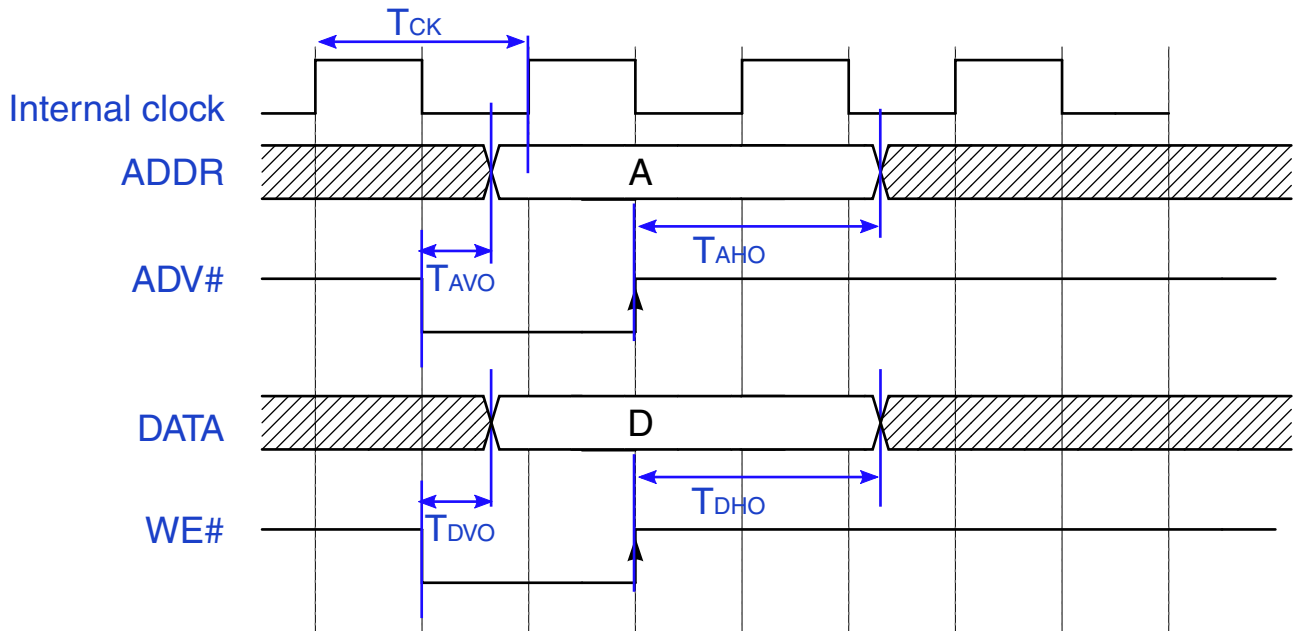 TCK
Internal clock
ADDR
A
TAHO
ADV#
TAVO
DATA
D
TDHO
WE#
TDVO